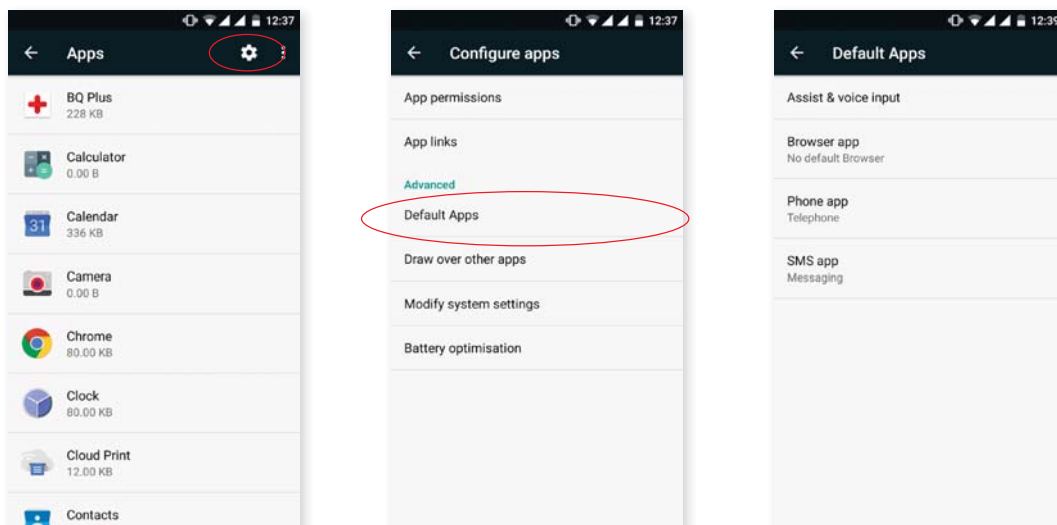 12:37
Apps
BQ Plus
228 KB
Calculator
0.00 B
31
Calendar
336 KB
Camera
0.00 B
Chrome
80.00 KB
Clock
80.00 KB
Cloud Print
12.00 KB
Contacts
12:37
Configure apps
App permissions
App links
Advanced
Default Apps
Draw over other apps
Modify system settings
Battery optimisation
12:39
Default Apps
Assist & voice input
Browser app
No default Browser
Phone app
Telephone
SMS app
Messaging